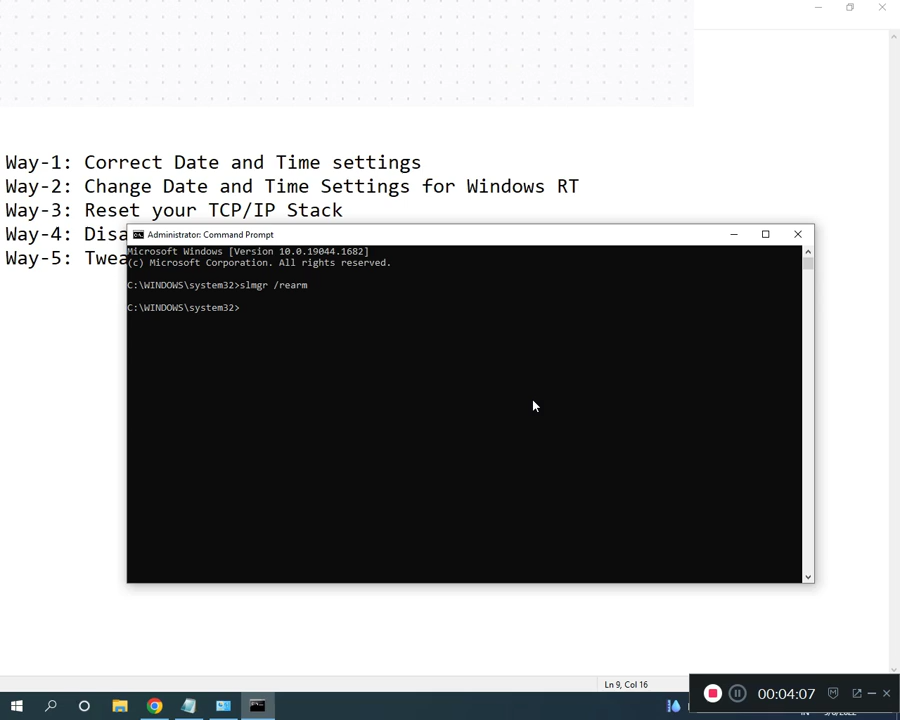 Way-1: Correct Date and Time settings
Way-2: Change Date and Time Settings for Windows RT
Way-3: Reset your TCP/IP Stack
Way-4: Disa
Way-5: Twea
Administrator: Command Prompt
Microsoft Windows [Version 10.0.19044.1682]
(c) Microsoft Corporation. All rights reserved.
C:\WINDOWS\system32>slmgr /rearm
C:\WINDOWS\system32>
Ln 9, Col 16
00:04:07